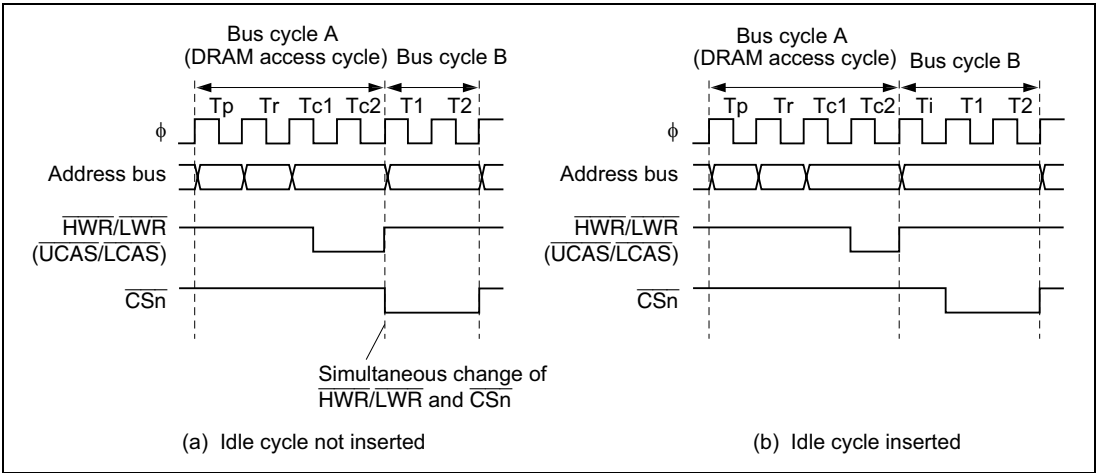 Bus cycle A
(DRAM access cycle)
Bus cycle B
Tp Tr Tc1 Tc2 T1 T2
ϕ
Address bus
HWR/LWR
(UCAS/LCAS)
CSn
Simultaneous change of
HWR/LWR and CSn
(a) Idle cycle not inserted
Bus cycle A
(DRAM access cycle)
Bus cycle B
Tp Tr Tc1 Tc2 Ti T1 T2
ϕ
Address bus
HWR/LWR
(UCAS/LCAS)
CSn
(b) Idle cycle inserted